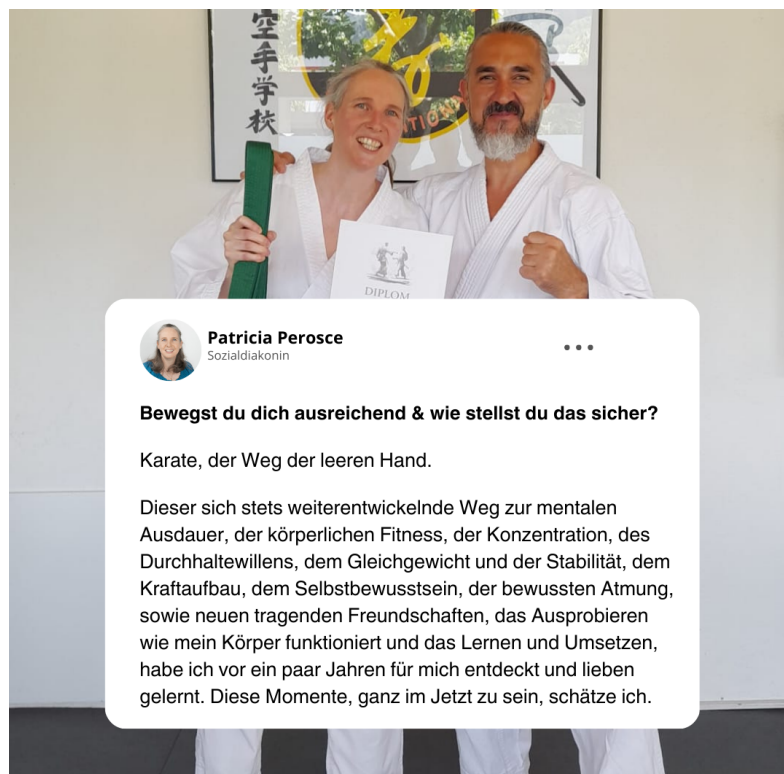 空手学校
DIPLOM
Patricia Perosce
Sozialdiakonin
Bewegst du dich ausreichend & wie stellst du das sicher?
Karate, der Weg der leeren Hand.
Dieser sich stets weiterentwickelnde Weg zur mentalen
Ausdauer, der körperlichen Fitness, der Konzentration, des
Durchhaltewillens, dem Gleichgewicht und der Stabilität, dem
Kraftaufbau, dem Selbstbewusstsein, der bewussten Atmung,
sowie neuen tragenden Freundschaften, das Ausprobieren
wie mein Körper funktioniert und das Lernen und Umsetzen,
habe ich vor ein paar Jahren für mich entdeckt und lieben
gelernt. Diese Momente, ganz im Jetzt zu sein, schätze ich.